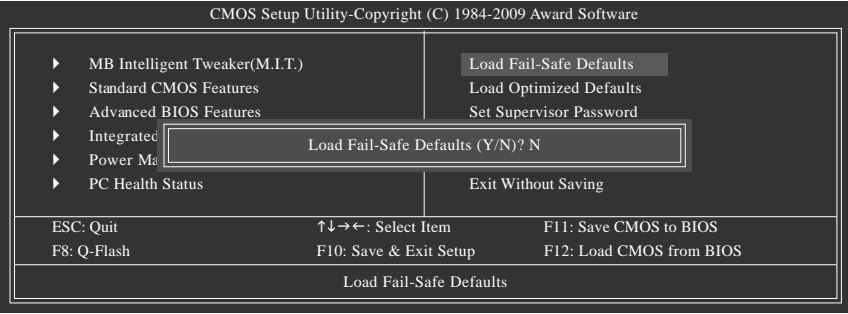 CMOS Setup Utility-Copyright (C) 1984-2009 Award Software
MB Intelligent Tweaker(M.I.T.)
Standard CMOS Features
Advanced BIOS Features
Integrated
Power Ma
PC Health Status
Load Fail-Safe Defaults
Load Optimized Defaults
Set Supervisor Password
Exit Without Saving
Load Fail-Safe Defaults (Y/N)? N
ESC: Quit ↑↓→←: Select Item F11: Save CMOS to BIOS
F8: Q-Flash F10: Save & Exit Setup F12: Load CMOS from BIOS
Load Fail-Safe Defaults